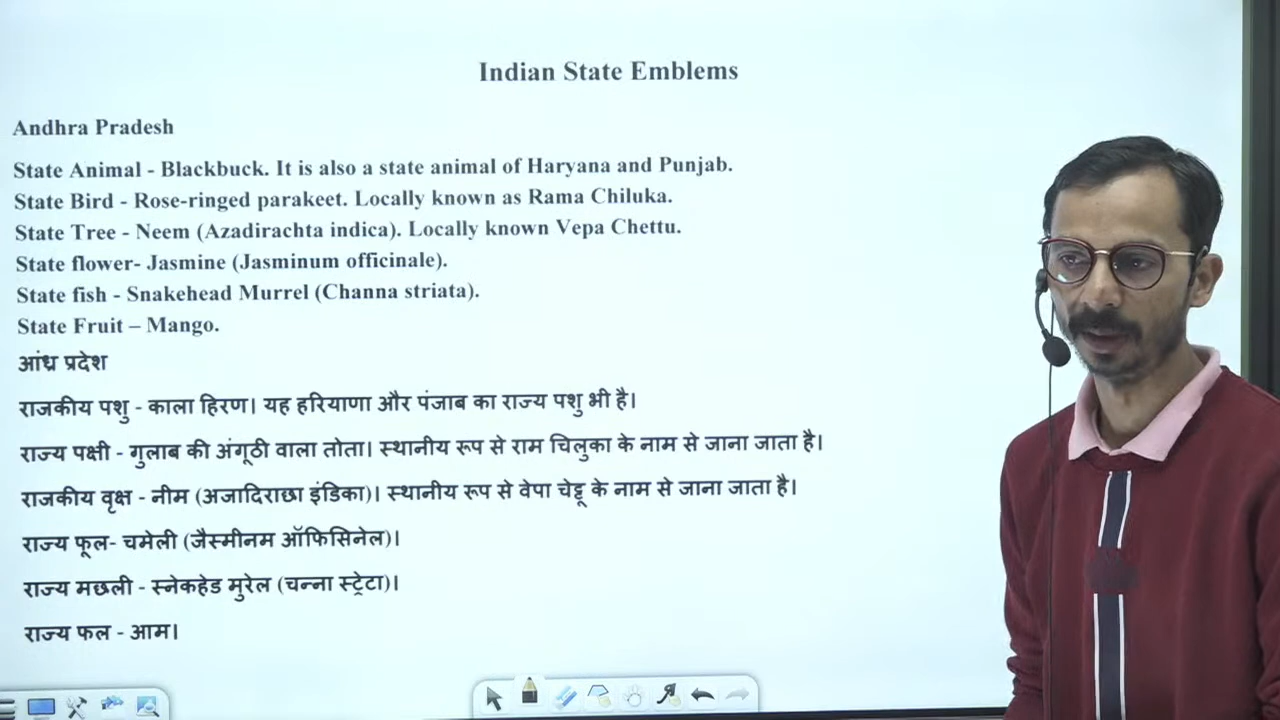 Indian State Emblems
Andhra Pradesh
State Animal - Blackbuck. It is also a state animal of Haryana and Punjab.
State Bird - Rose-ringed parakeet. Locally known as Rama Chiluka.
State Tree - Neem (Azadirachta indica). Locally known Vepa Chettu.
State flower- Jasmine (Jasminum officinale).
State fish - Snakehead Murrel (Channa striata).
State Fruit – Mango.
आंध्र प्रदेश
राजकीय पशु - काला हिरण। यह हरियाणा और पंजाब का राज्य पशु भी है।
राज्य पक्षी - गुलाब की अंगूठी वाला तोता। स्थानीय रूप से राम चिलुका के नाम से जाना जाता है।
राजकीय वृक्ष - नीम (अजादिराछा इंडिका)। स्थानीय रूप से वेपा चेट्टू के नाम से जाना जाता है।
राज्य फूल- चमेली (जैस्मीनम ऑफिसिनेल)।
राज्य मछली - स्नेकहेड मुरेल (चन्ना स्ट्रेटा)।
राज्य फल - आम।